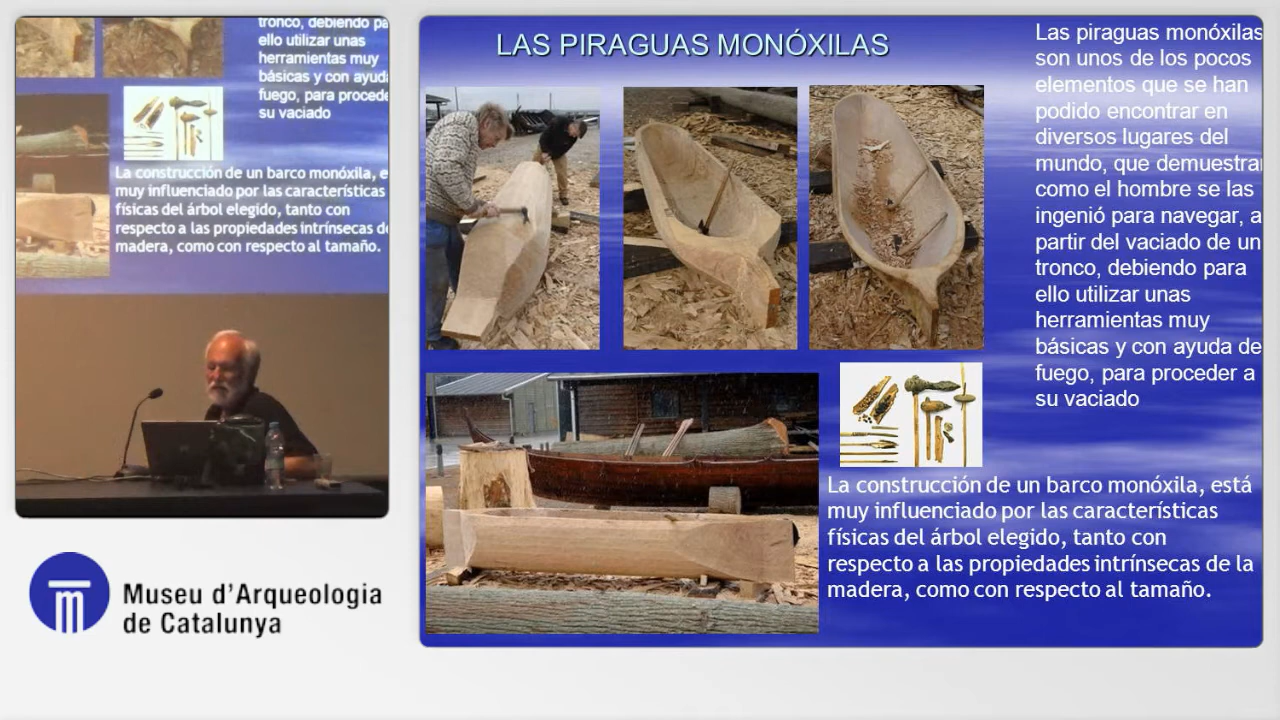 tronco, debiendo pa
ello utilizar unas
herramientas muy
básicas y con ayud
fuego, para procede
su vaciado
La construcción de un barco monóxila, e
muy influenciado por las características
físicas del árbol elegido, tanto con
respecto a las propiedades intrínsecas de
madera, como con respecto al tamaño.
Museu d'Arqueologia
de Catalunya
LAS PIRAGUAS MONÓXILAS
Las piraguas monóxilas
son unos de los pocos
elementos que se han
podido encontrar en
diversos lugares del
mundo, que demuestran
como el hombre se las
ingenió para navegar, a
partir del vaciado de un
tronco, debiendo para
ello utilizar unas
herramientas muy
básicas y con ayuda de
fuego, para proceder a
su vaciado
La construcción de un barco monóxila, está
muy influenciado por las características
físicas del árbol elegido, tanto con
respecto a las propiedades intrínsecas de la
madera, como con respecto al tamaño.